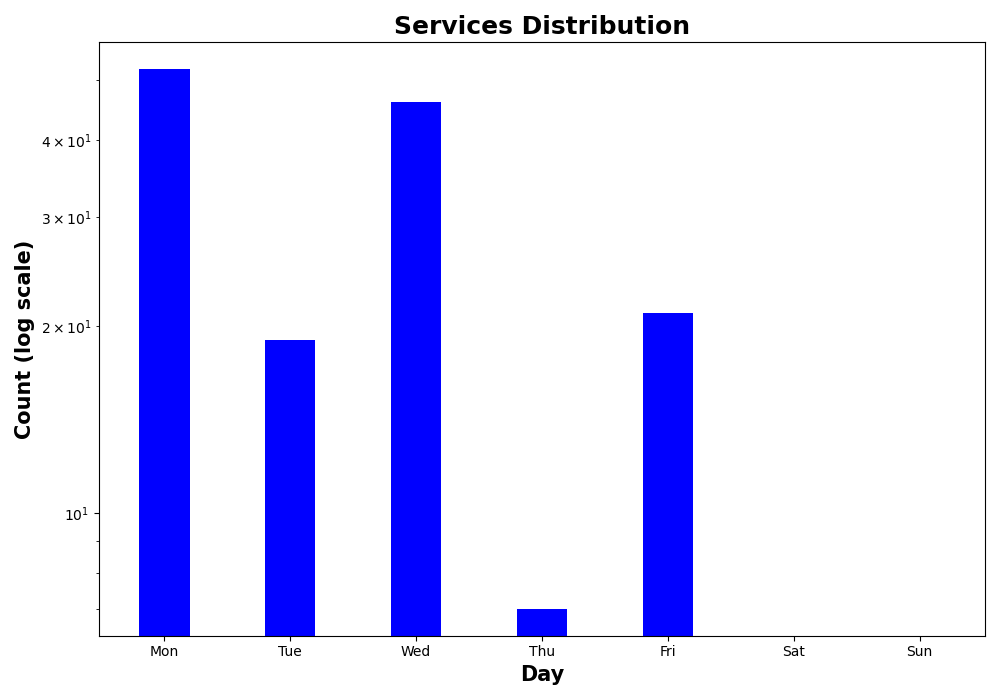 Services Distribution
Count (log scale)
4 × 10¹
3 × 10¹
2 × 10¹
10¹
Mon Tue Wed Thu Fri Sat Sun
Day